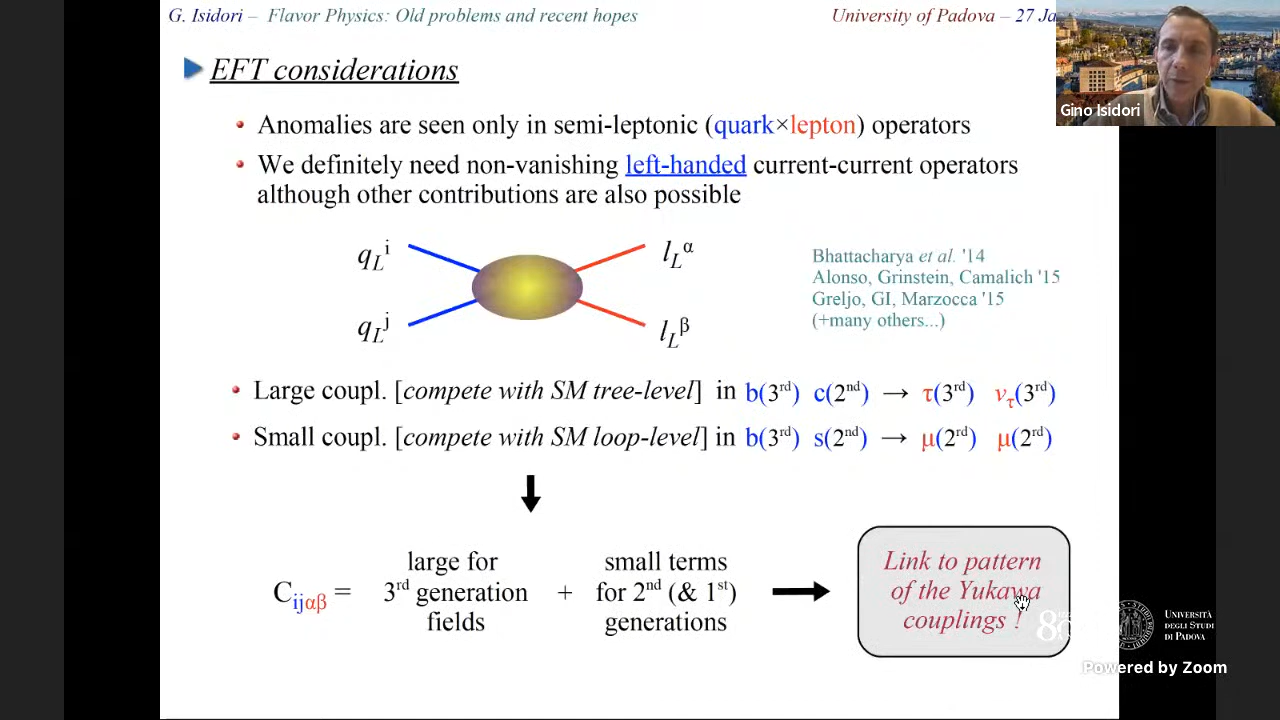 G. Isidori – Flavor Physics: Old problems and recent hopes
University of Padova – 27 Ja
EFT considerations
Gino Isidori
• Anomalies are seen only in semi-leptonic (quark×lepton) operators
• We definitely need non-vanishing left-handed current-current operators
although other contributions are also possible
q_L^i
l_L^α
q_L^j
l_L^β
Bhattacharya et al. '14
Alonso, Grinstein, Camalich '15
Greljo, GI, Marzocca '15
(+many others...)
• Large coupl. [compete with SM tree-level] in b(3rd) c(2nd) → τ(3rd) ν_τ(3rd)
• Small coupl. [compete with SM loop-level] in b(3rd) s(2nd) → μ(2rd) μ(2rd)
C_ijαβ = large for 3rd generation fields + small terms for 2nd (& 1st) generations
Link to pattern
of the Yukawa
couplings !
UNIVERSITÀ
DEGLI STUDI
DI PADOVA
Powered by Zoom